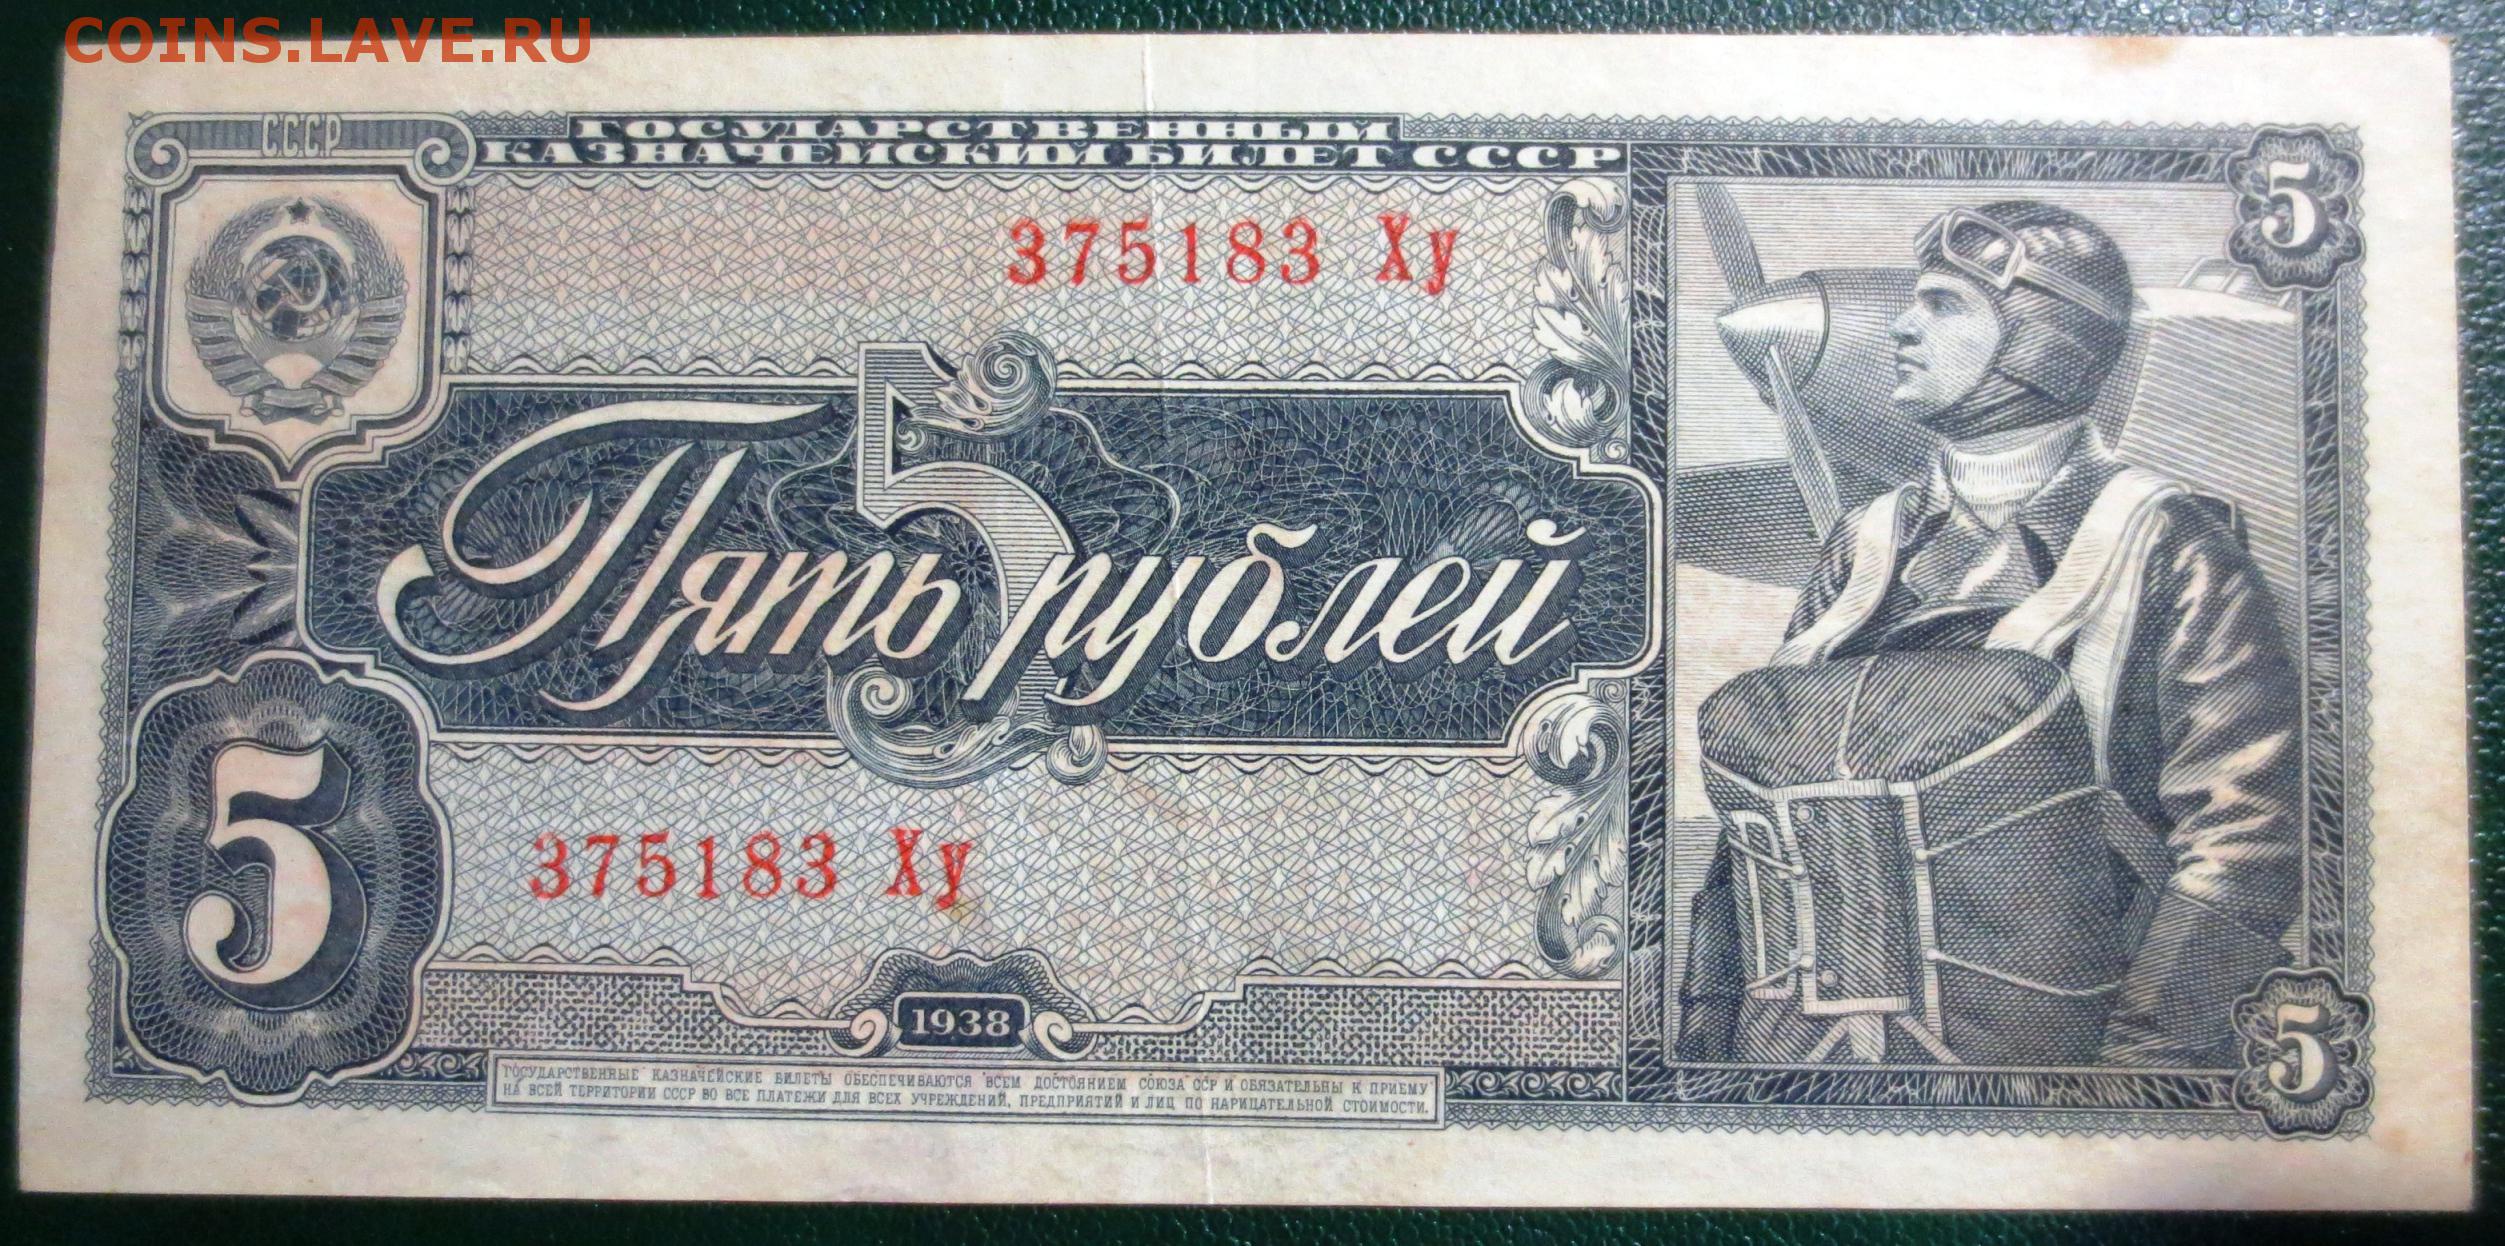 COINS.LAVE.RU
СССР
ГОСУДАРСТВЕННЫЙ
КАЗНАЧЕЙСКИЙ БИЛЕТ СССР
5
375183 Ху
5
Пять рублей
5
375183 Ху
1938
5
ГОСУДАРСТВЕННЫЕ КАЗНАЧЕЙСКИЕ БИЛЕТЫ ОБЕСПЕЧИВАЮТСЯ ВСЕМ ДОСТОЯНИЕМ СОЮЗА ССР И ОБЯЗАТЕЛЬНЫ К ПРИЕМУ
НА ВСЕЙ ТЕРРИТОРИИ СССР ВО ВСЕ ПЛАТЕЖИ ДЛЯ ВСЕХ УЧРЕЖДЕНИЙ, ПРЕДПРИЯТИЙ И ЛИЦ ПО НАРИЦАТЕЛЬНОЙ СТОИМОСТИ.